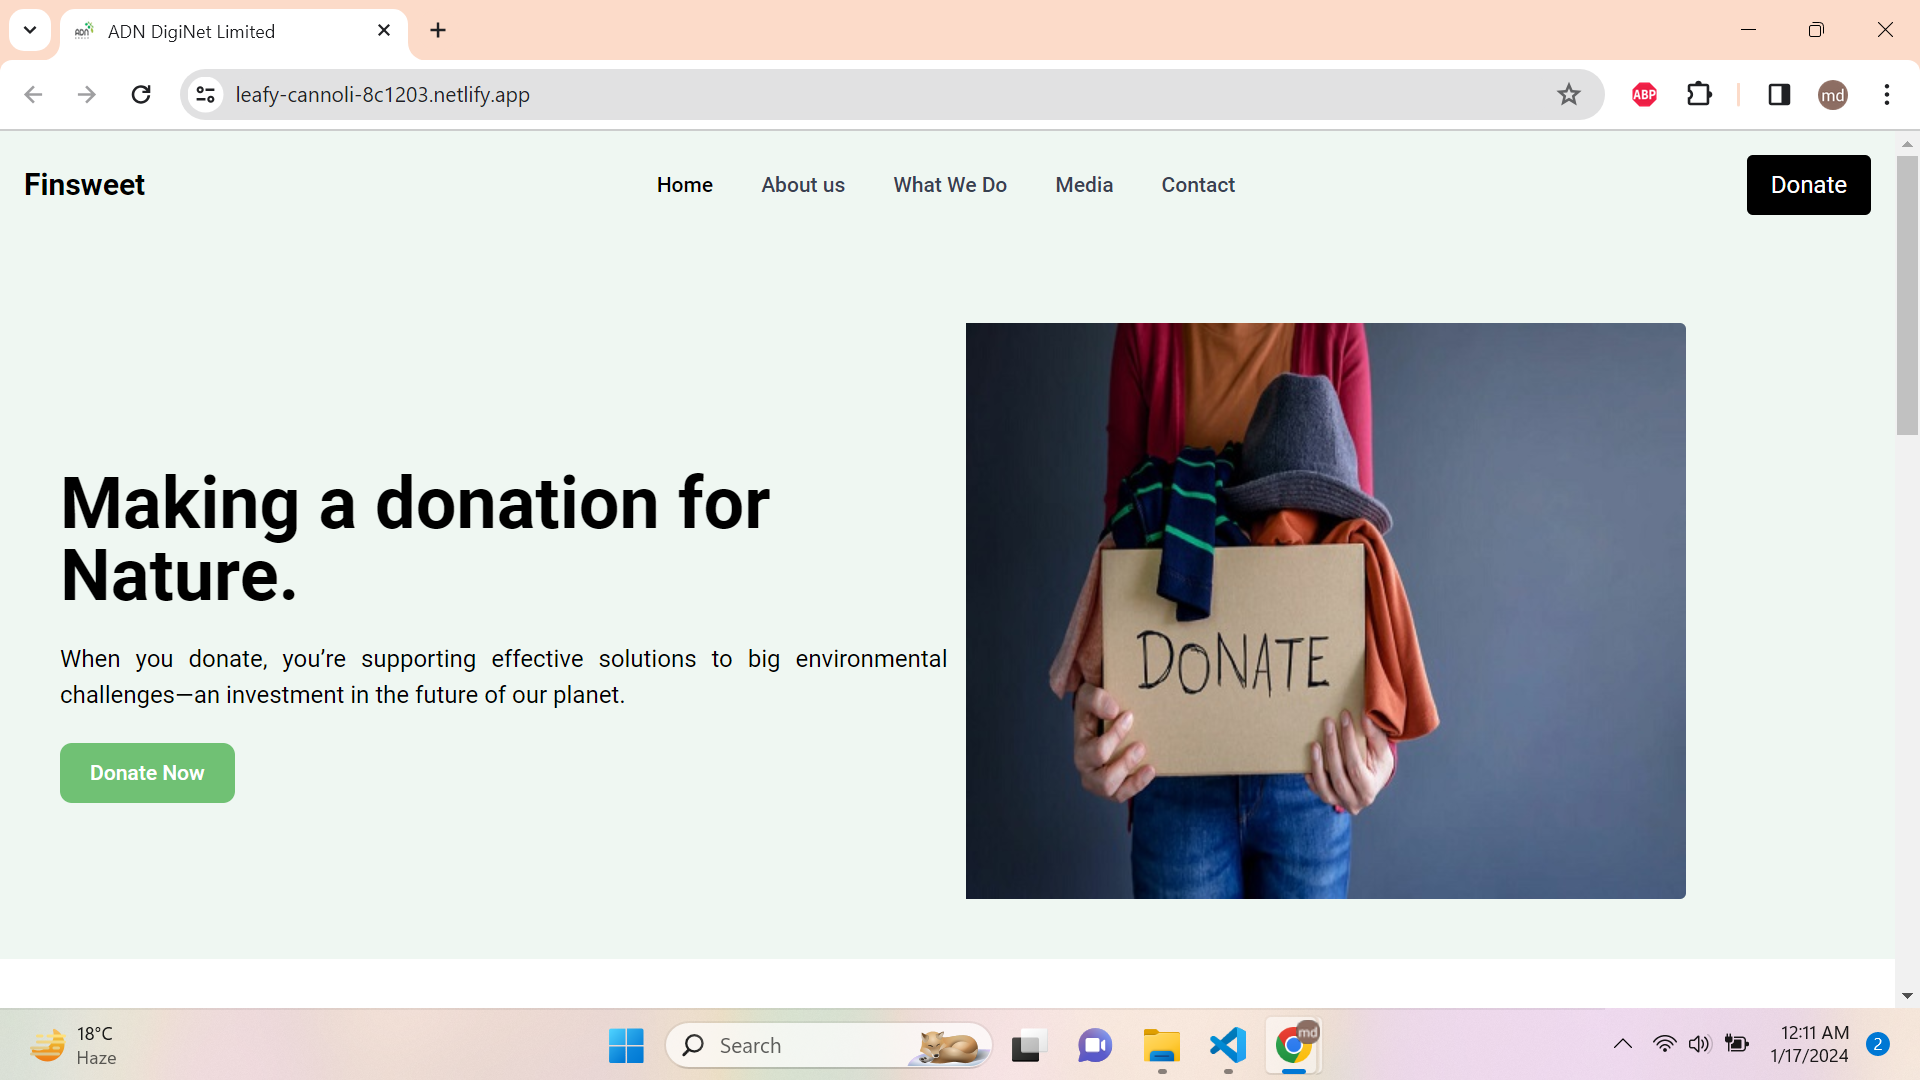 ADN DigiNet Limited
leafy-cannoli-8c1203.netlify.app
ABP
md
Finsweet
Home
About us
What We Do
Media
Contact
Donate
Making a donation for
Nature.
When you donate, you’re supporting effective solutions to big environmental
challenges—an investment in the future of our planet.
Donate Now
DONATE
18°C
Haze
Search
md
12:11 AM
1/17/2024
2